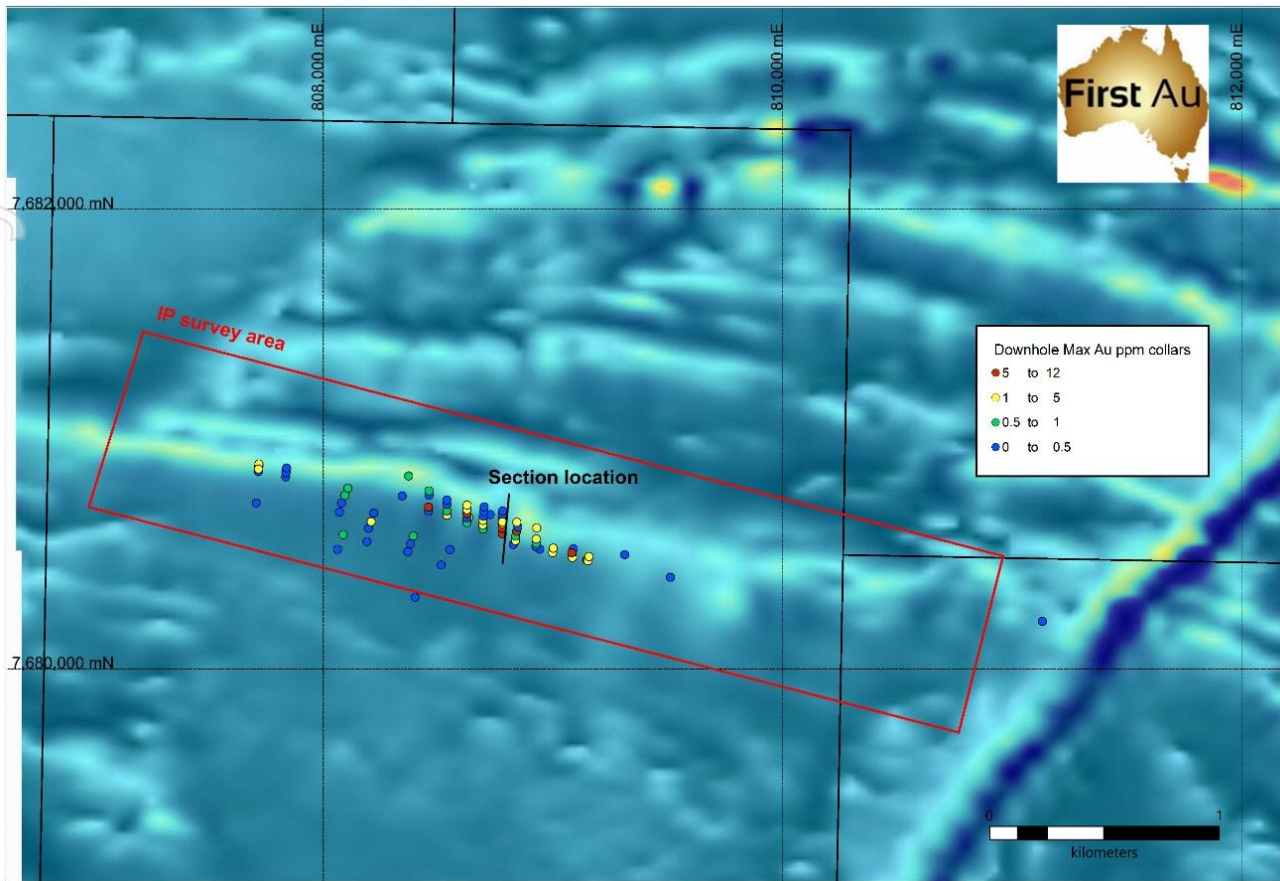 808,000 mE
810,000 mE
812,000 mE
First Au
7,682,000 mN
IP survey area
Downhole Max Au ppm collars
5 to 12
1 to 5
0.5 to 1
0 to 0.5
Section location
7,680,000 mN
0 1
kilometers